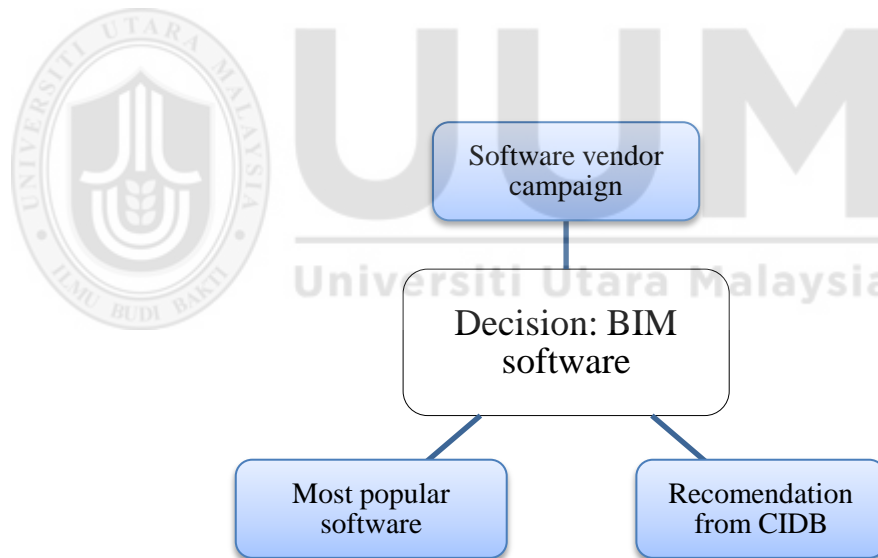 UNIVERSITI UTARA MALAYSIA
ILMU BUDI BAKTI
UUM
Universiti Utara Malaysia
Software vendor
campaign
Decision: BIM
software
Most popular
software
Recomendation
from CIDB